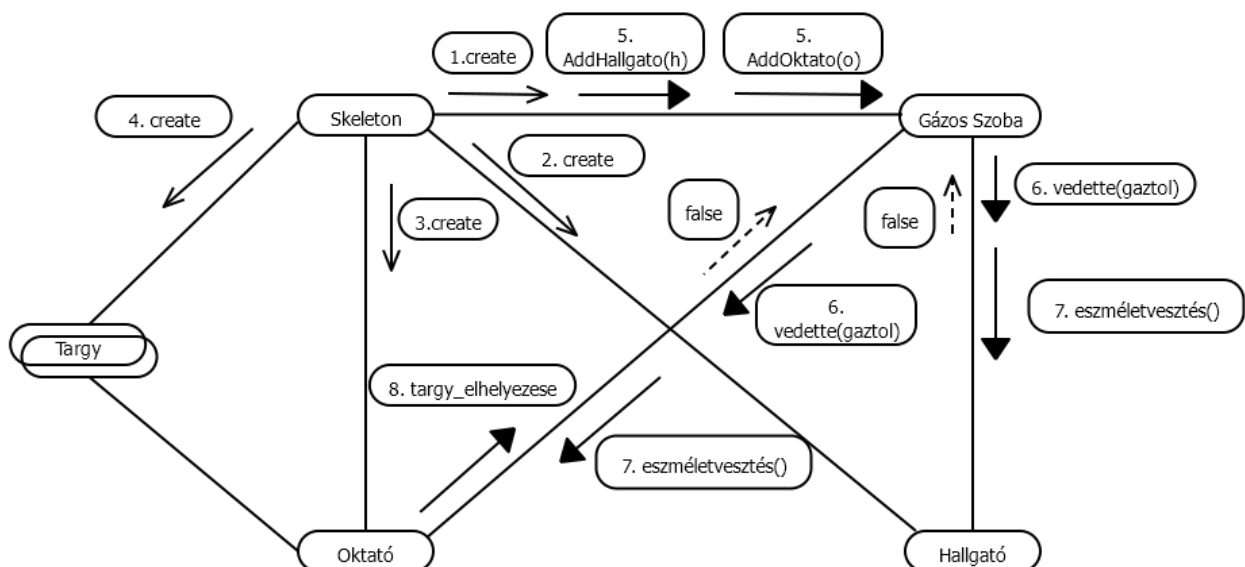 5.
5.
1.create
AddHallgato(h)
AddOktato(o)
4. create
Skeleton
Gázos Szoba
2. create
6. vedette(gaztol)
false
false
3.create
6.
vedette(gaztol)
7. eszméletvesztés()
Targy
8. targy_elhelyezese
7. eszméletvesztés()
Oktató
Hallgató